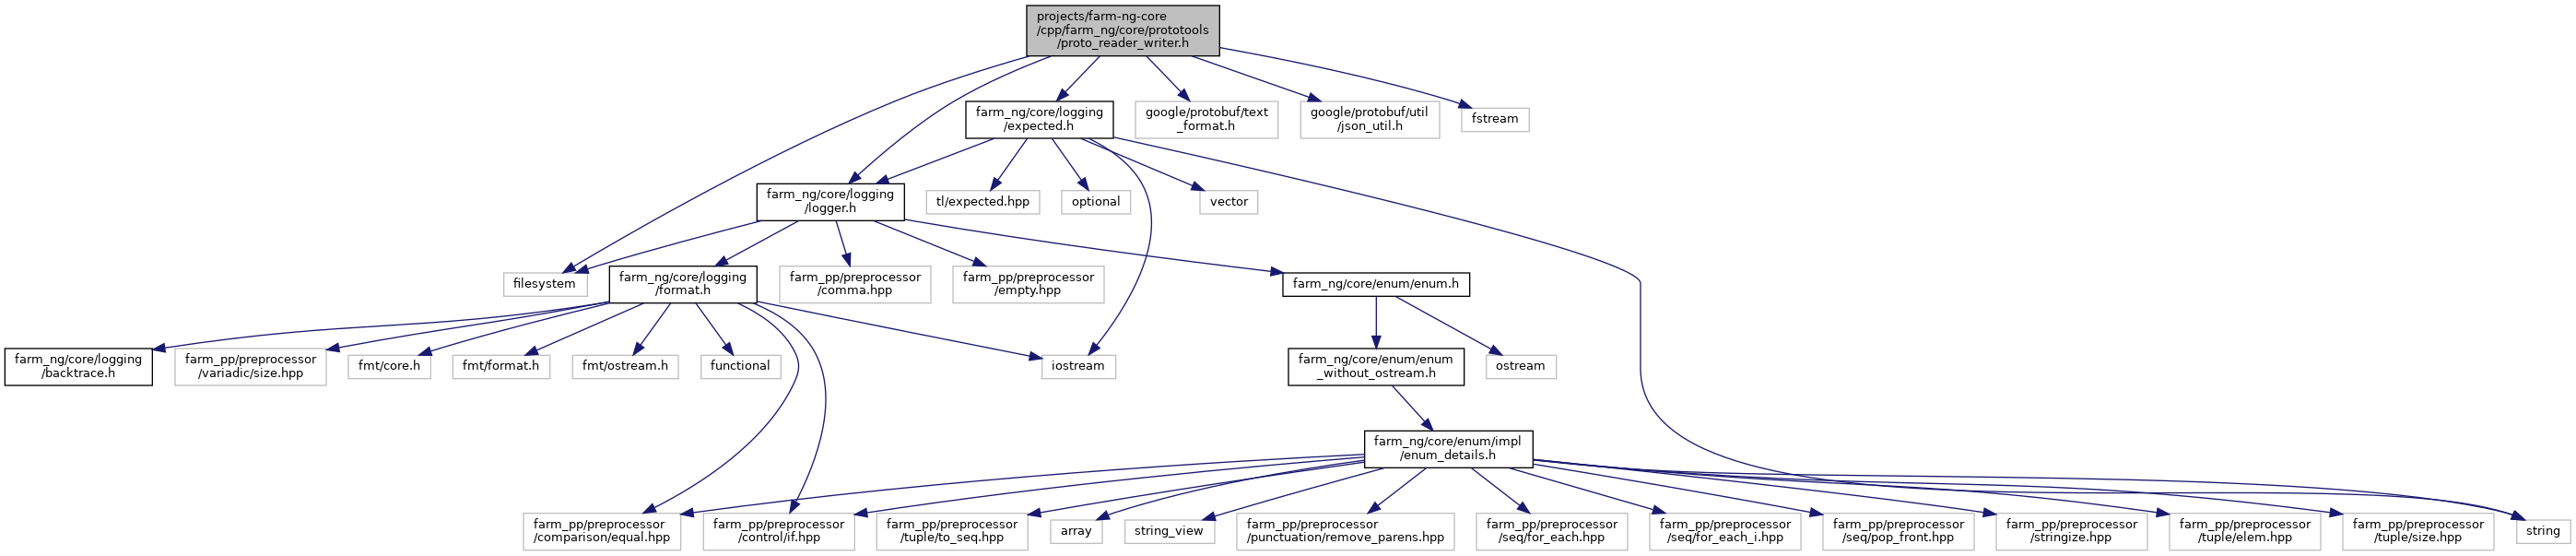 projects/farm-ng-core
/cpp/farm_ng/core/prototools
/proto_reader_writer.h
farm_ng/core/logging
/expected.h
google/protobuf/text
_format.h
google/protobuf/util
/json_util.h
fstream
farm_ng/core/logging
/logger.h
tl/expected.hpp
optional
vector
filesystem
farm_ng/core/logging
/format.h
farm_pp/preprocessor
/comma.hpp
farm_pp/preprocessor
/empty.hpp
farm_ng/core/enum/enum.h
farm_ng/core/logging
/backtrace.h
farm_pp/preprocessor
/variadic/size.hpp
fmt/core.h
fmt/format.h
fmt/ostream.h
functional
iostream
farm_ng/core/enum/enum
_without_ostream.h
ostream
farm_ng/core/enum/impl
/enum_details.h
farm_pp/preprocessor
/comparison/equal.hpp
farm_pp/preprocessor
/control/if.hpp
farm_pp/preprocessor
/tuple/to_seq.hpp
array
string_view
farm_pp/preprocessor
/punctuation/remove_parens.hpp
farm_pp/preprocessor
/seq/for_each.hpp
farm_pp/preprocessor
/seq/for_each_i.hpp
farm_pp/preprocessor
/seq/pop_front.hpp
farm_pp/preprocessor
/stringize.hpp
farm_pp/preprocessor
/tuple/elem.hpp
farm_pp/preprocessor
/tuple/size.hpp
string